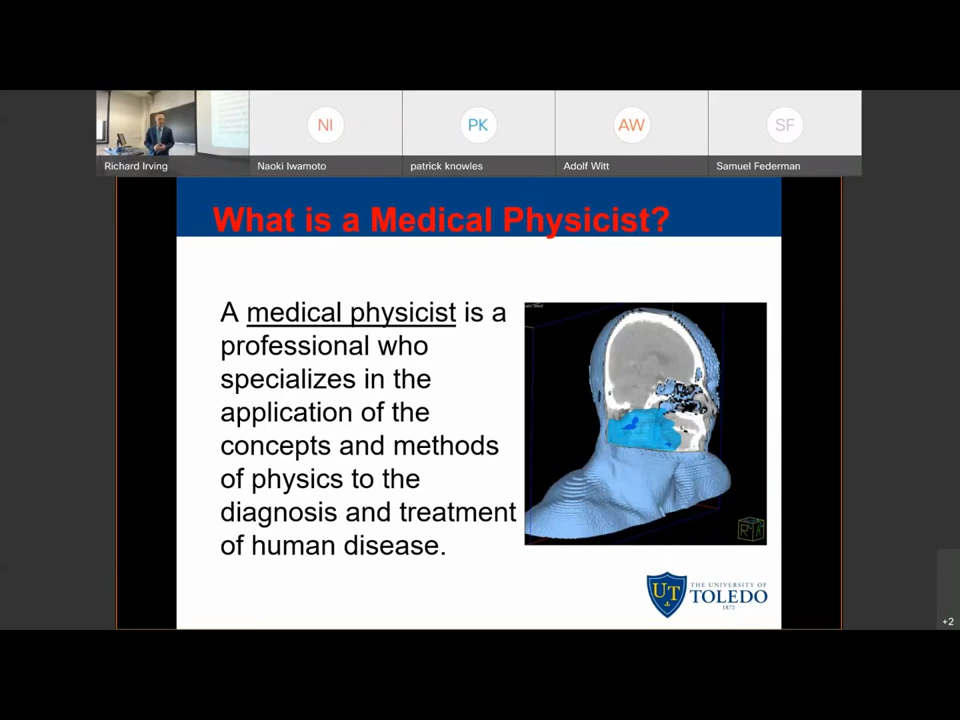 NI
PK
AW
SF
Richard Irving
Naoki Iwamoto
patrick knowles
Adolf Witt
Samuel Federman
What is a Medical Physicist?
A medical physicist is a
professional who
specializes in the
application of the
concepts and methods
of physics to the
diagnosis and treatment
of human disease.
UT
THE UNIVERSITY OF
TOLEDO
1872
+2